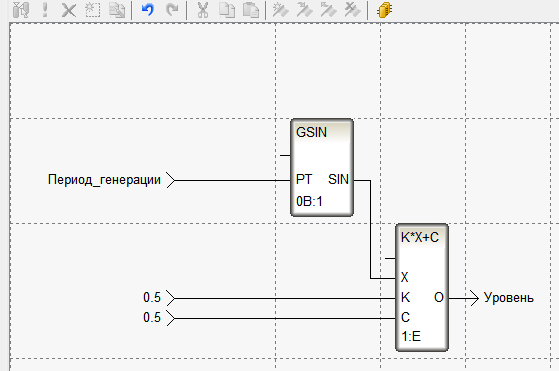 GSIN
Период_генерации
PT SIN
0B:1
K*X+C
X
0.5
K O
Уровень
0.5
C
1:E